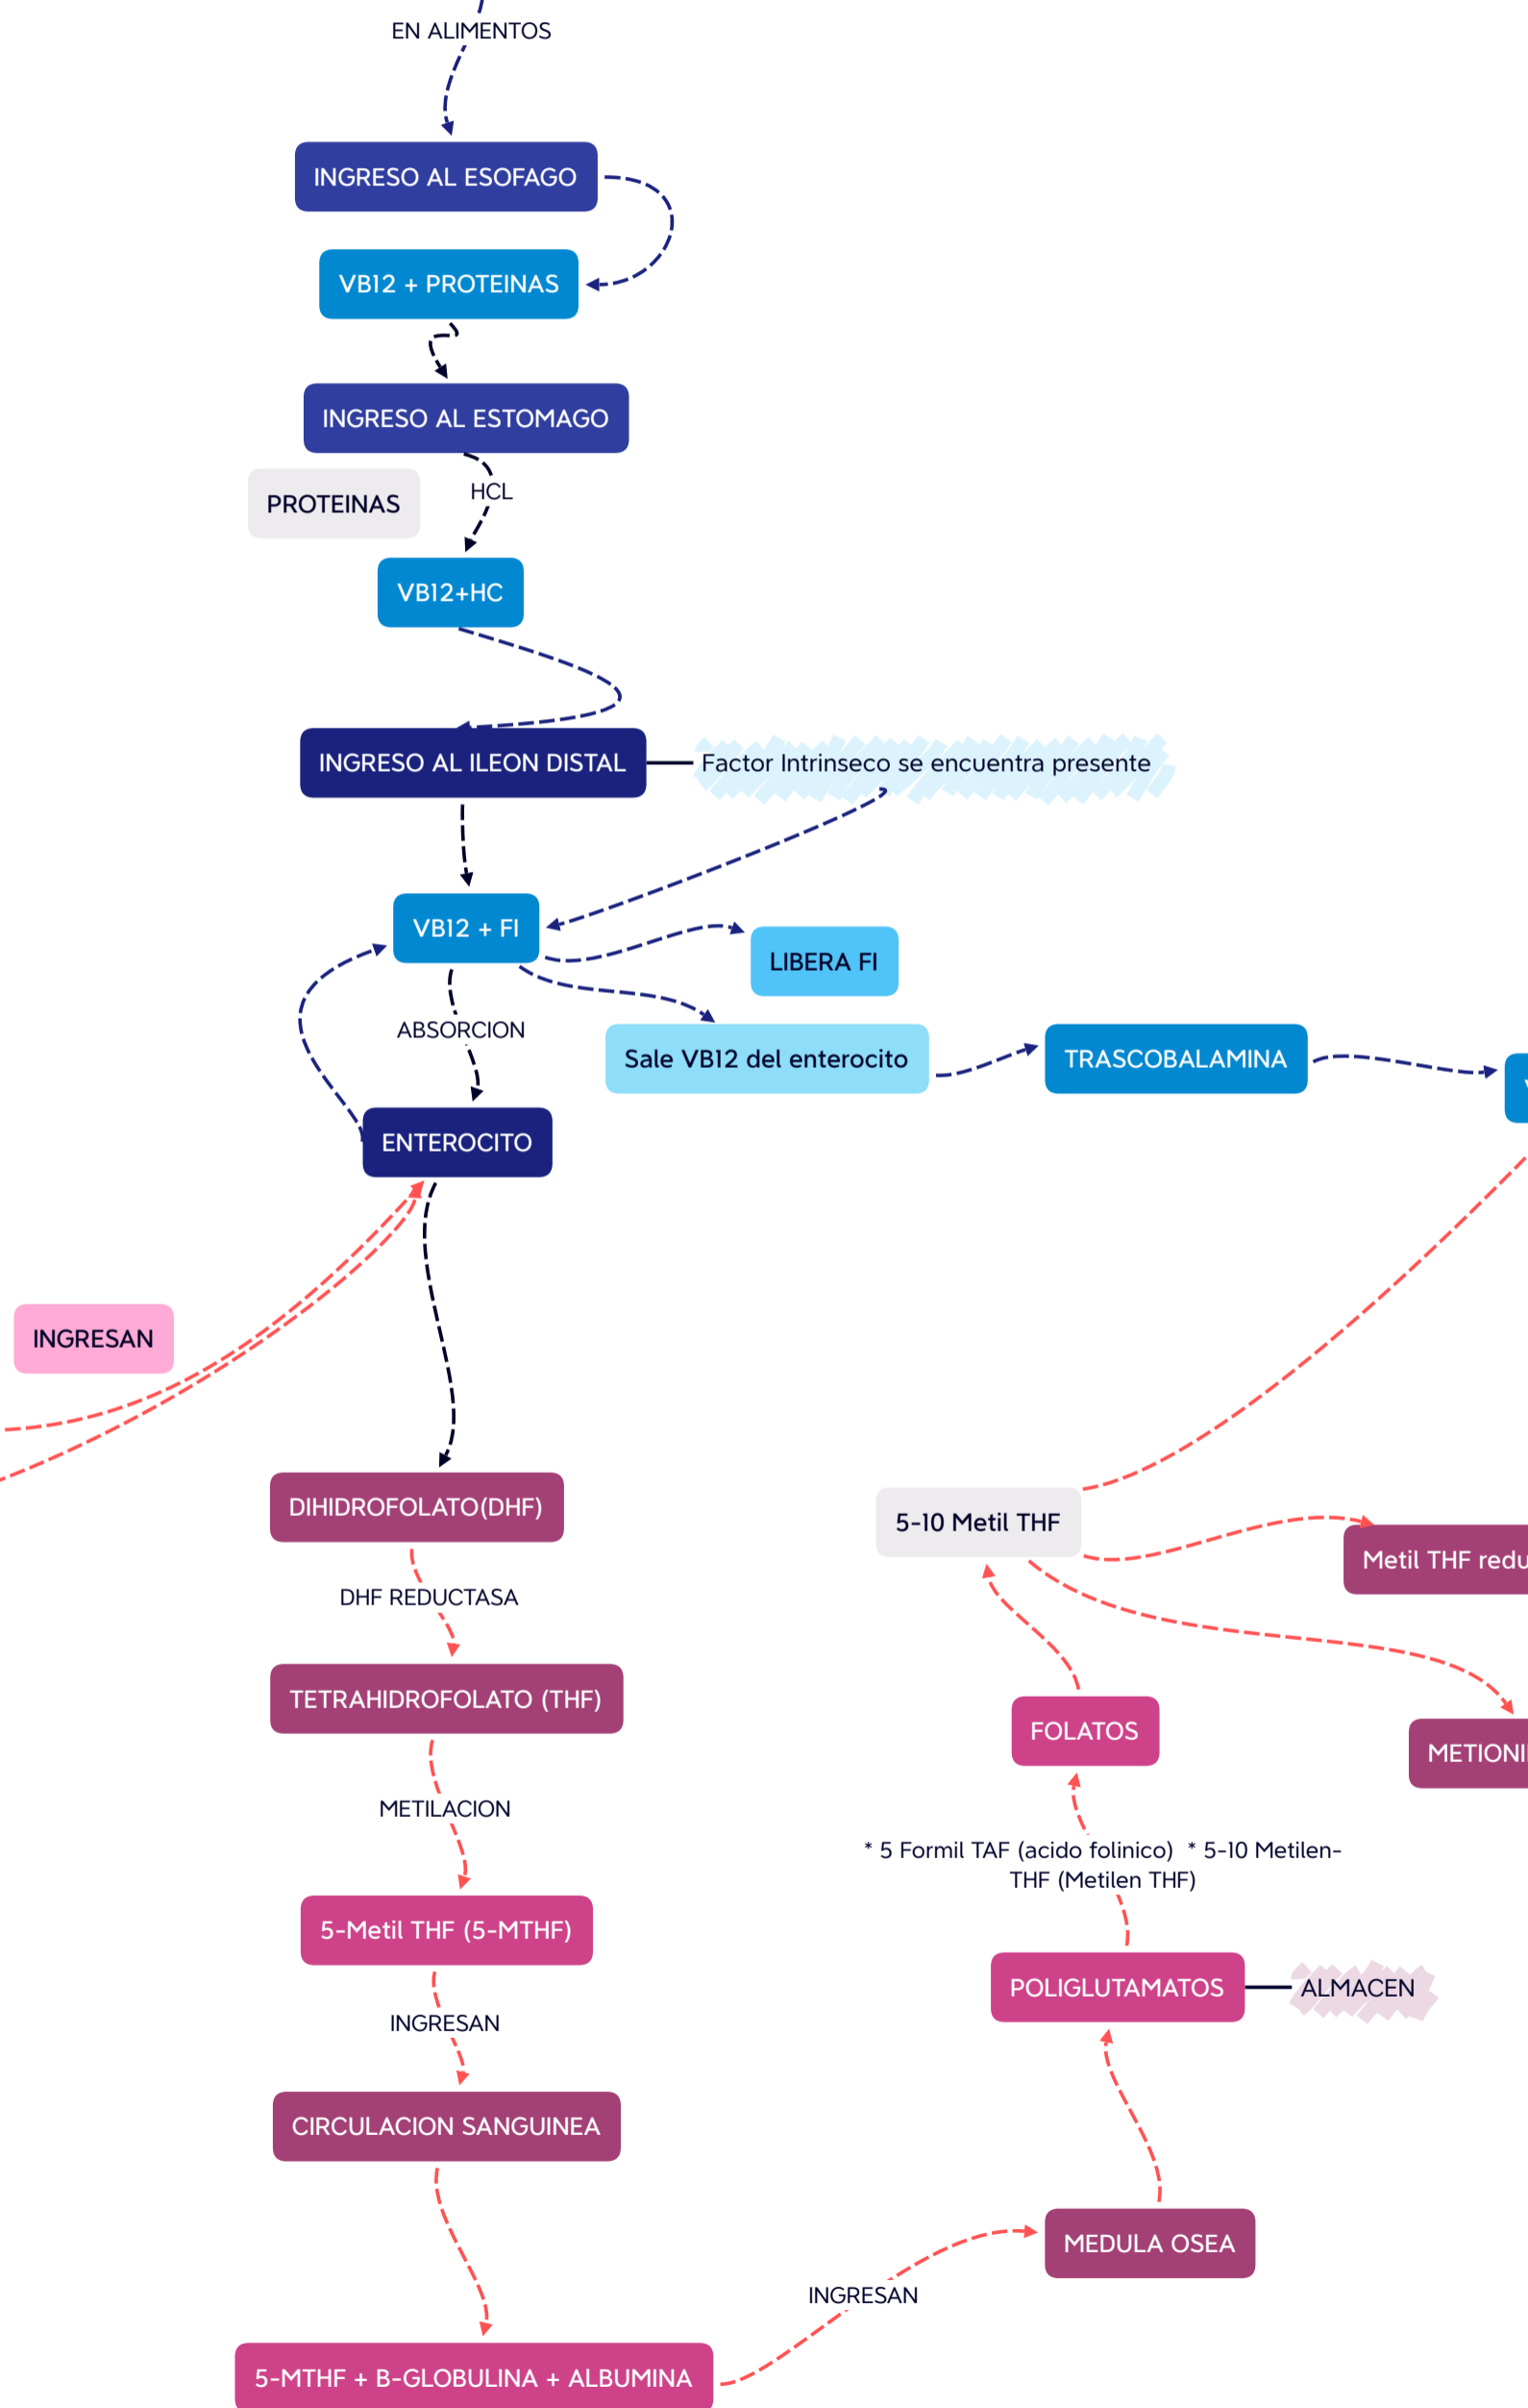 EN ALIMENTOS
INGRESO AL ESOFAGO
VB12 + PROTEINAS
INGRESO AL ESTOMAGO
PROTEINAS
HCL
VB12+HC
INGRESO AL ILEON DISTAL
Factor Intrinseco se encuentra presente
VB12 + FI
LIBERA FI
ABSORCION
Sale VB12 del enterocito
TRASCOBALAMINA
ENTEROCITO
INGRESAN
DIHIDROFOLATO(DHF)
5-10 Metil THF
Metil THF
DHF REDUCTASA
TETRAHIDROFOLATO (THF)
FOLATOS
METILACION
* 5 Formil TAF (acido folinico)  * 5-10 Metilen-
THF (Metilen THF)
5-Metil THF (5-MTHF)
POLIGLUTAMATOS
ALMACEN
INGRESAN
CIRCULACION SANGUINEA
MEDULA OSEA
INGRESAN
5-MTHF + B-GLOBULINA + ALBUMINA